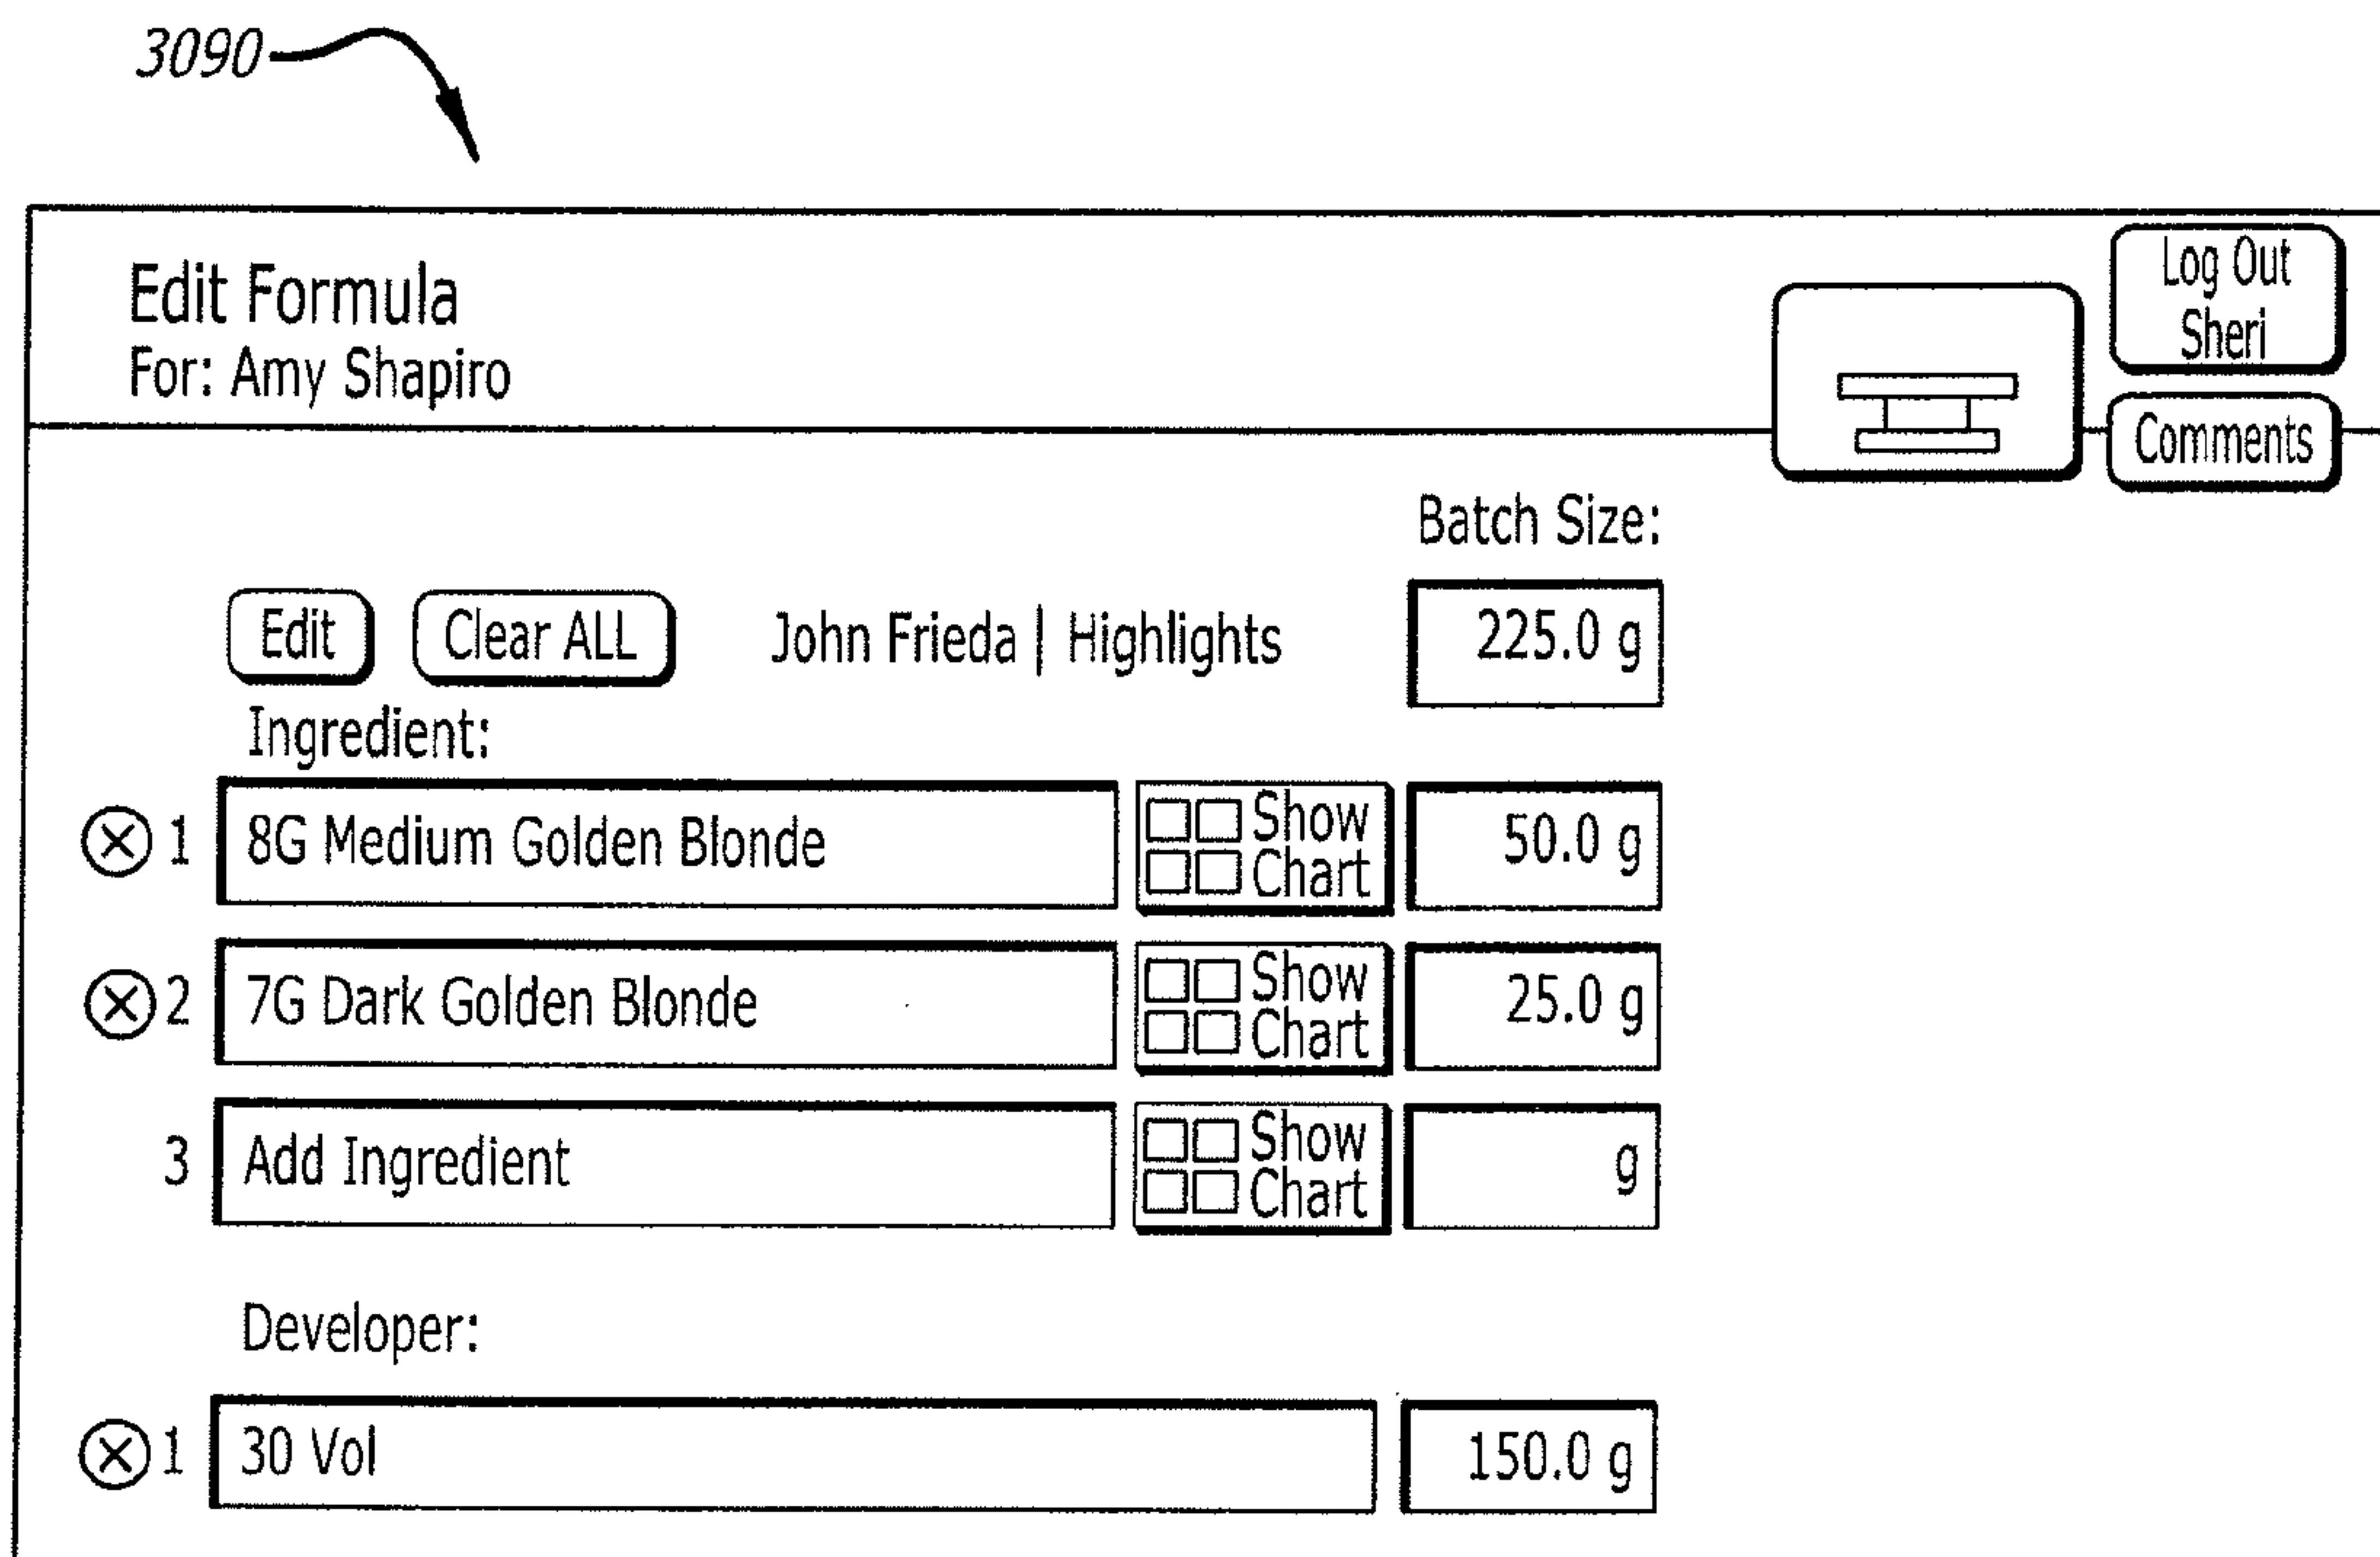 3090
Edit Formula
For: Amy Shapiro
Log Out
Sheri
Comments
Batch Size:
Edit
Clear ALL
John Frieda | Highlights
225.0 g
Ingredient:
1
8G Medium Golden Blonde
Show
Chart
50.0 g
2
7G Dark Golden Blonde
Show
Chart
25.0 g
3
Add Ingredient
Show
Chart
g
Developer:
1
30 Vol
150.0 g